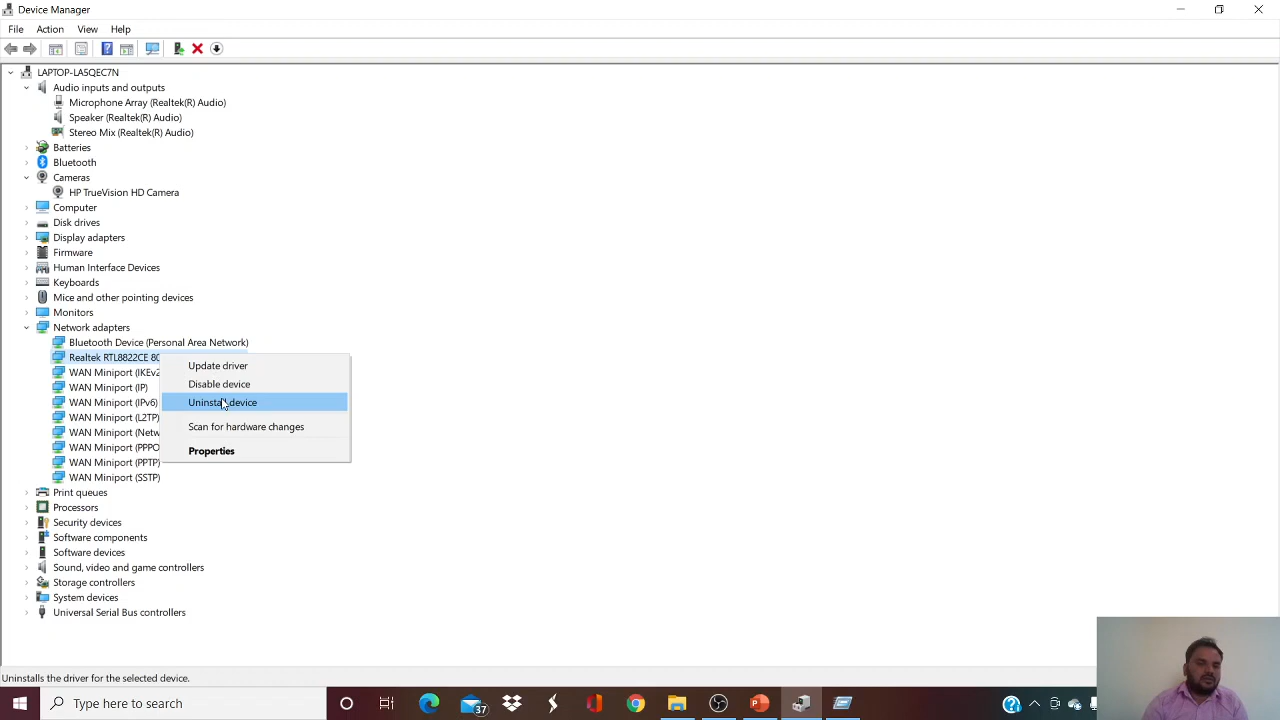 Device Manager
File Action View Help
LAPTOP-LA5QEC7N
Audio inputs and outputs
Microphone Array (Realtek(R) Audio)
Speaker (Realtek(R) Audio)
Stereo Mix (Realtek(R) Audio)
Batteries
Bluetooth
Cameras
HP TrueVision HD Camera
Computer
Disk drives
Display adapters
Firmware
Human Interface Devices
Keyboards
Mice and other pointing devices
Monitors
Network adapters
Bluetooth Device (Personal Area Network)
Realtek RTL8822CE 80
WAN Miniport (IKEv2
WAN Miniport (IP)
WAN Miniport (IPv6)
WAN Miniport (L2TP)
WAN Miniport (Netw
WAN Miniport (PPPO
WAN Miniport (PPTP)
WAN Miniport (SSTP)
Update driver
Disable device
Uninstall device
Scan for hardware changes
Properties
Print queues
Processors
Security devices
Software components
Software devices
Sound, video and game controllers
Storage controllers
System devices
Universal Serial Bus controllers
Uninstalls the driver for the selected device.
Type here to search
37